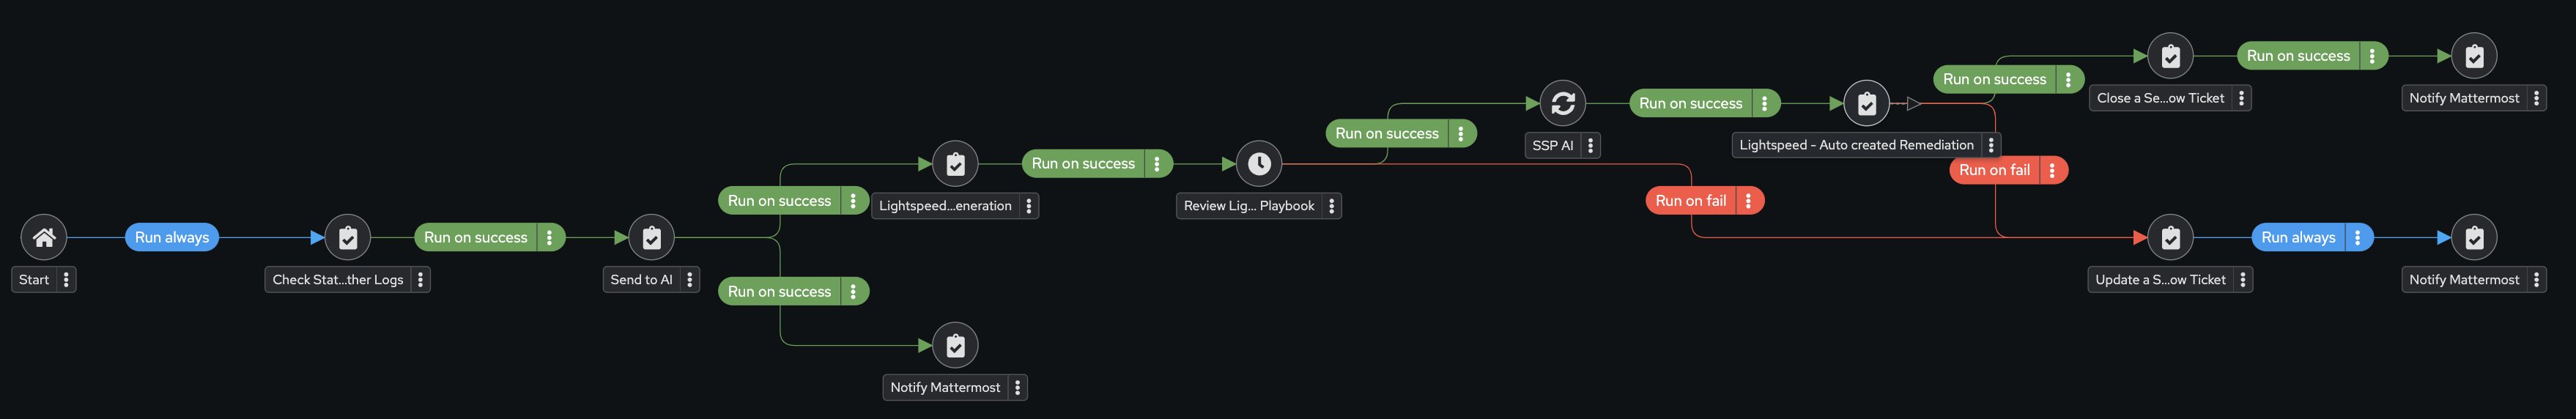 Start
Run always
Check Stat...ther Logs
Run on success
Send to AI
Run on success
Lightspeed...eneration
Run on success
Review Lig... Playbook
Run on success
SSP AI
Run on success
Lightspeed - Auto created Remediation
Run on success
Close a Se...ow Ticket
Run on success
Notify Mattermost
Run on fail
Run on fail
Update a S...ow Ticket
Run always
Notify Mattermost
Run on success
Notify Mattermost